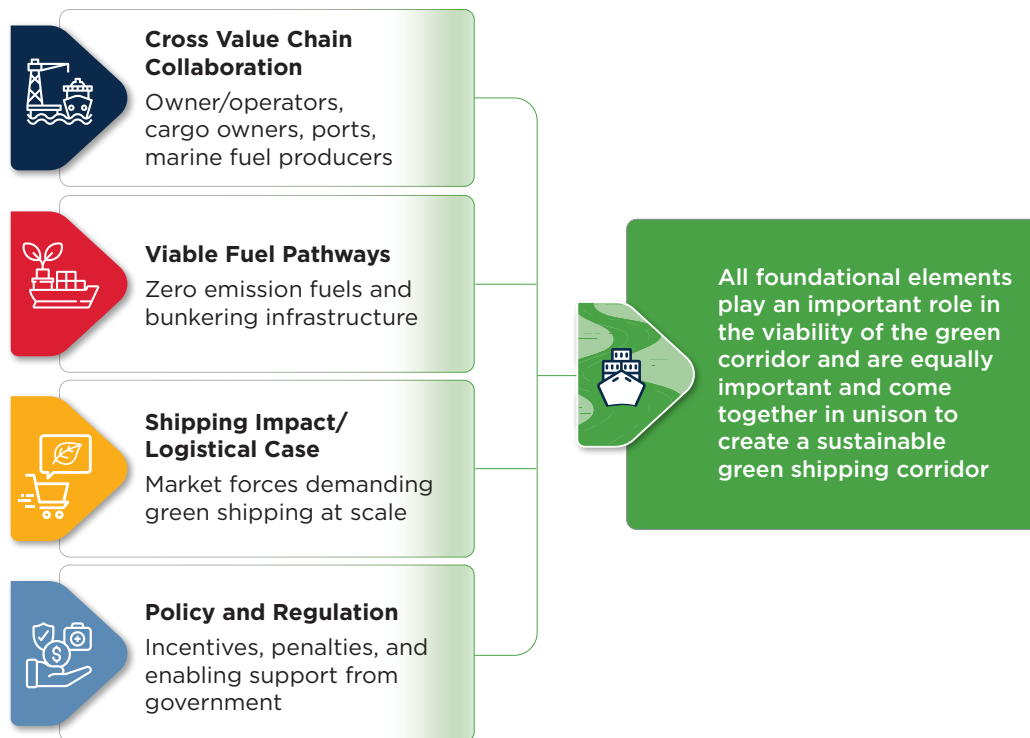 Cross Value Chain
Collaboration
Owner/operators,
cargo owners, ports,
marine fuel producers
Viable Fuel Pathways
Zero emission fuels and
bunkering infrastructure
Shipping Impact/
Logistical Case
Market forces demanding
green shipping at scale
Policy and Regulation
Incentives, penalties, and
enabling support from
government
All foundational elements
play an important role in
the viability of the green
corridor and are equally
important and come
together in unison to
create a sustainable
green shipping corridor